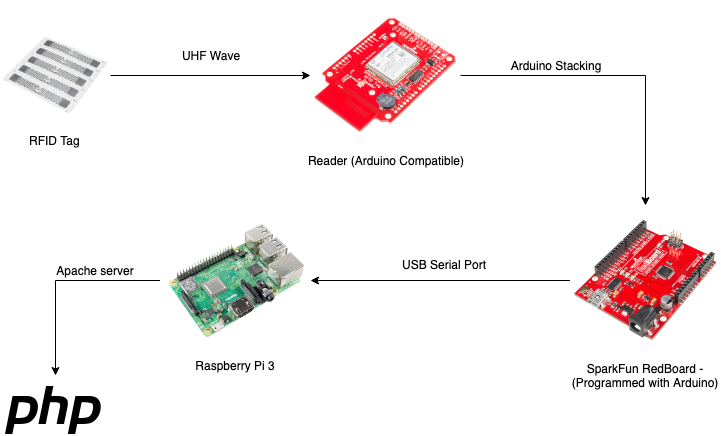 UHF Wave
Arduino Stacking
RFID Tag
Reader (Arduino Compatible)
Apache server
USB Serial Port
Raspberry Pi 3
SparkFun RedBoard -
(Programmed with Arduino)
php